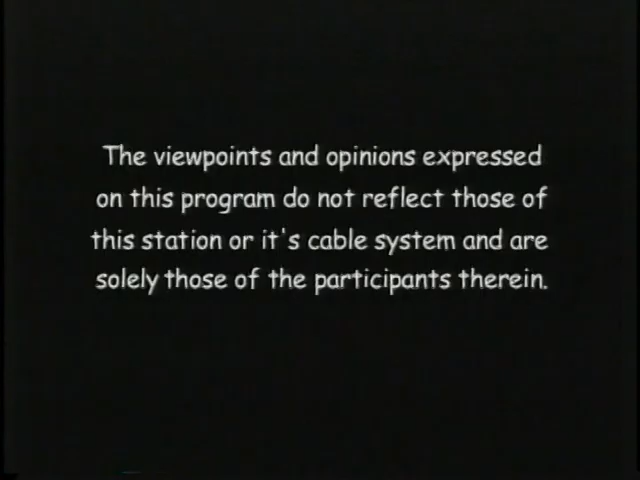 The viewpoints and opinions expressed
on this program do not reflect those of
this station or it's cable system and are
solely those of the participants therein.